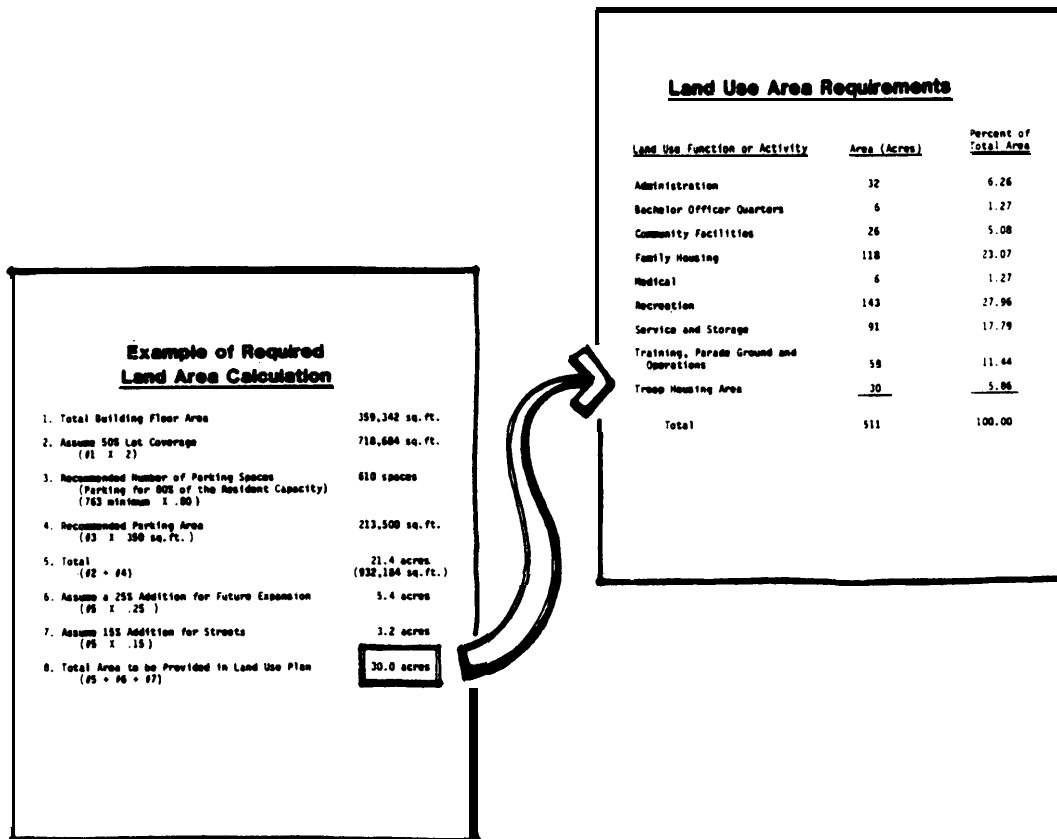 Land Use Area Requirements
Land Use Function or Activity Area (Acres) Percent of Total Area
Administration 32 6.26
Bachelor Officer Quarters 6 1.27
Community Facilities 26 5.08
Family Housing 118 23.07
Medical 6 1.27
Recreation 143 27.96
Service and Storage 91 17.79
Training, Parade Ground and
Operations 59 11.44
Troop Housing Area 30 5.86
Total 511 100.00
Example of Required
Land Area Calculation
1. Total Building Floor Area 359,342 sq.ft.
2. Assume 50% Lot Coverage 718,684 sq.ft.
(#1 X 2)
3. Recommended Number of Parking Spaces 610 spaces
(Parking for 80% of the Resident Capacity)
(763 minimum X .80)
4. Recommended Parking Area 213,500 sq.ft.
(#3 X 350 sq.ft.)
5. Total 21.4 acres
(#2 + #4) (932,184 sq.ft.)
6. Assume a 25% Addition for Future Expansion 5.4 acres
(#5 X .25 )
7. Assume 15% Addition for Streets 3.2 acres
(#5 X .15)
8. Total Area to be Provided in Land Use Plan 30.0 acres
(#5 + #6 + #7)